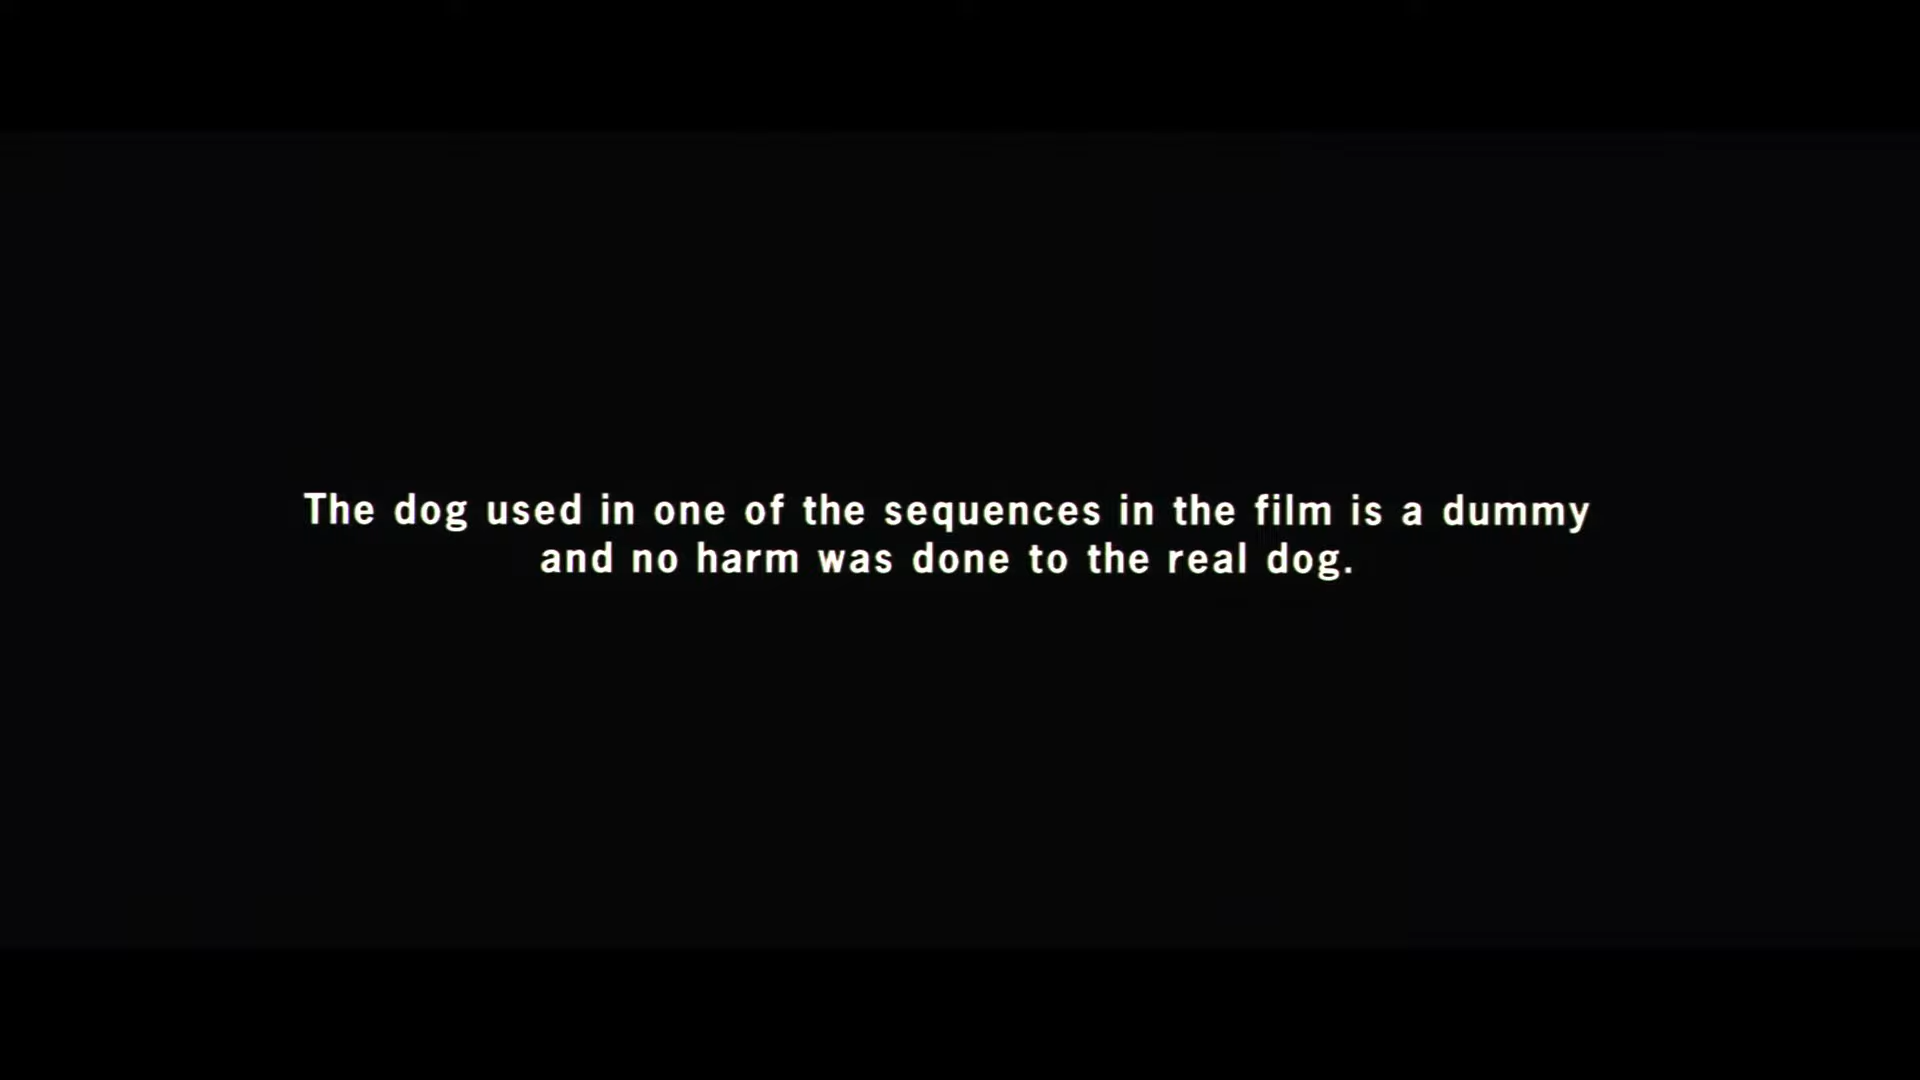 The dog used in one of the sequences in the film is a dummy
and no harm was done to the real dog.